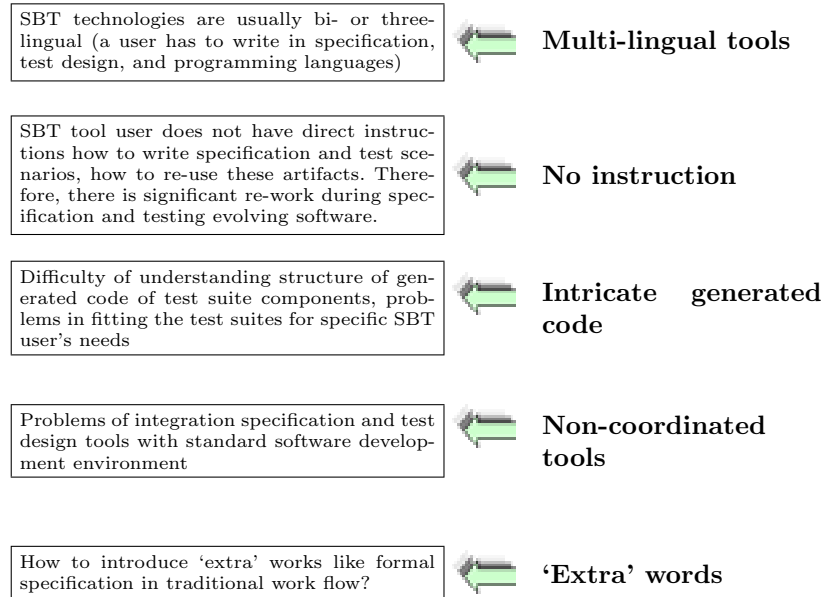 SBT technologies are usually bi- or three-
lingual (a user has to write in specification,
test design, and programming languages)
Multi-lingual tools
SBT tool user does not have direct instruc-
tions how to write specification and test sce-
narios, how to re-use these artifacts. There-
fore, there is significant re-work during spec-
ification and testing evolving software.
No instruction
Difficulty of understanding structure of gen-
erated code of test suite components, prob-
lems in fitting the test suites for specific SBT
user's needs
Intricate generated
code
Problems of integration specification and test
design tools with standard software develop-
ment environment
Non-coordinated
tools
How to introduce ‘extra’ works like formal
specification in traditional work flow?
‘Extra’ words